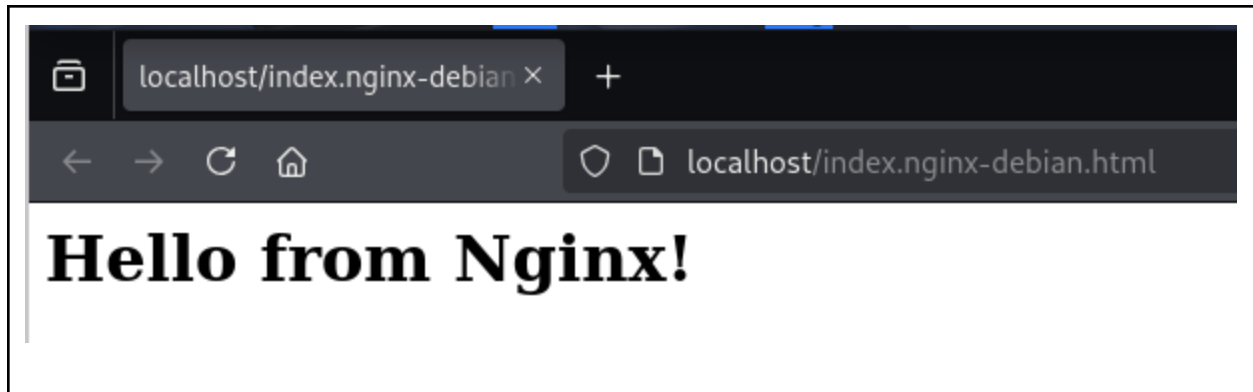 localhost/index.nginx-debian
localhost/index.nginx-debian.html
Hello from Nginx!